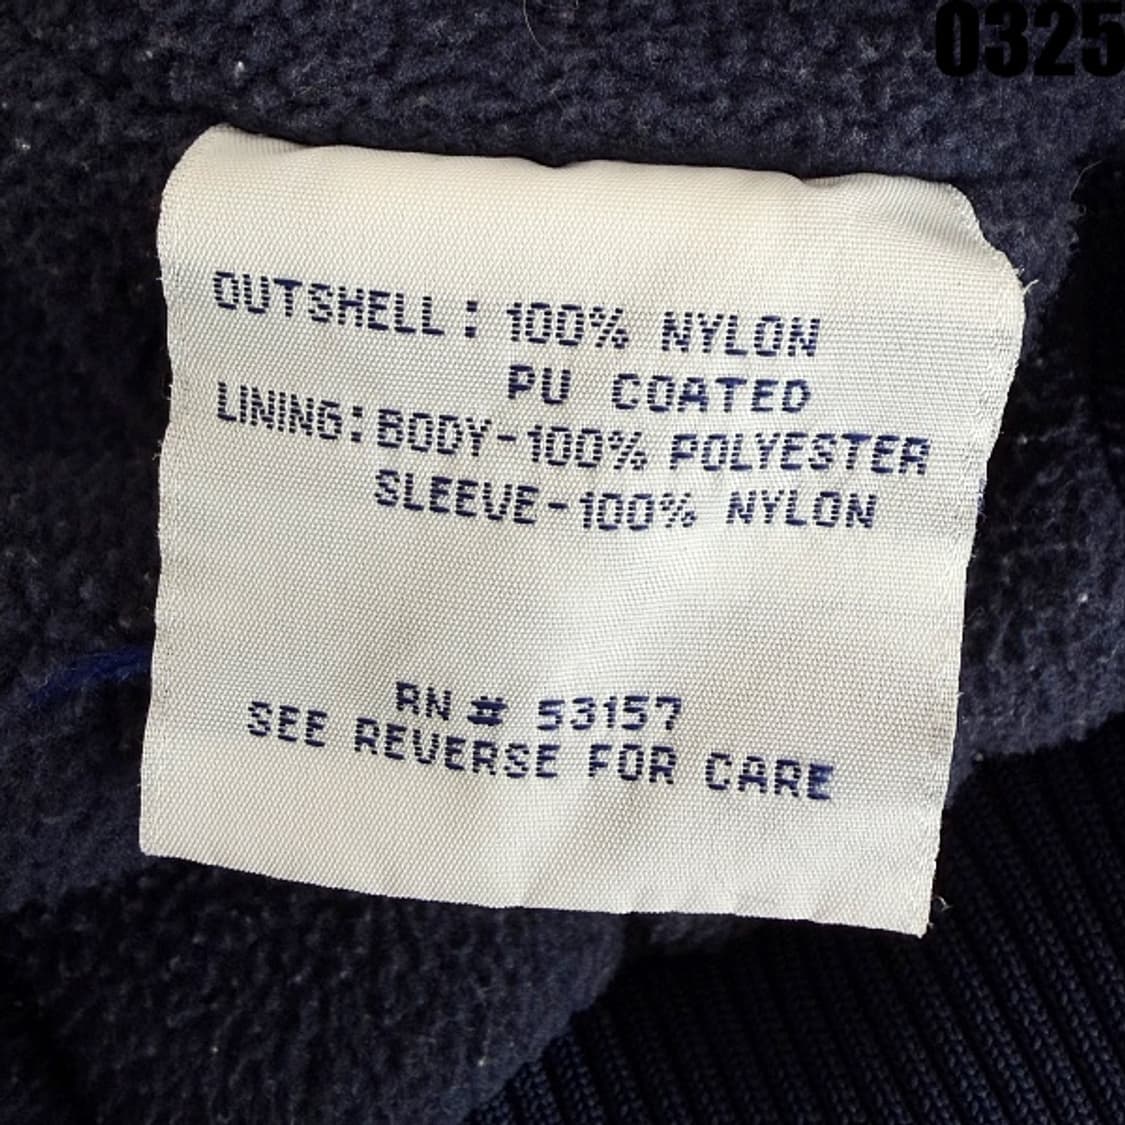 0325
OUTSHELL: 100% NYLON
PU COATED
LINING: BODY-100% POLYESTER
SLEEVE-100% NYLON
RN # 53157
SEE REVERSE FOR CARE